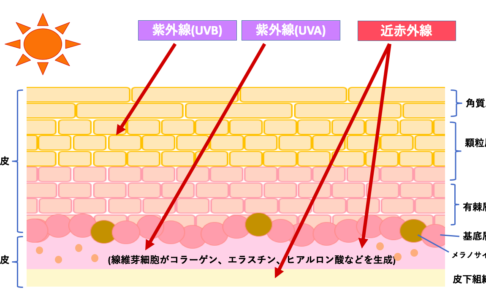 紫外線(UVB)
紫外線(UVA)
近赤外線
角質
顆粒
皮
有棘
基底
メラノサイ
皮
(線維芽細胞がコラーゲン、エラスチン、ヒアルロン酸などを生成)
皮下組